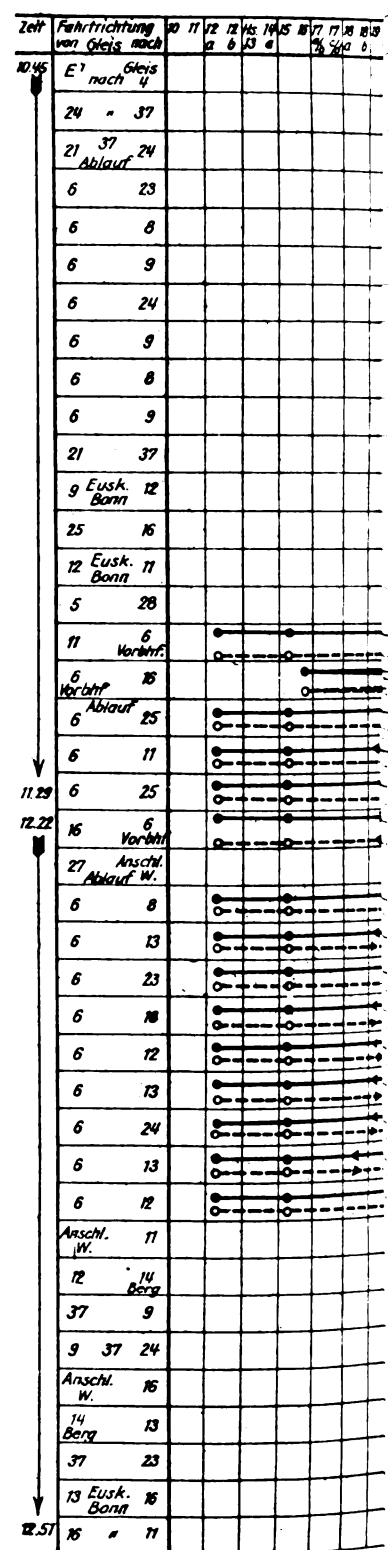 Zeit Fahrtrichtung von Gleis nach 10 11 12 a 12 b Hs. 13 14 a 15 16 17 a/b 17 c/d 18 a 18 b 19
10.45 E¹ nach Gleis 4
24 " 37
21 37 Ablauf 24
6 23
6 8
6 9
6 24
6 9
6 8
6 9
21 37
9 Eusk. Bonn 12
25 16
12 Eusk. Bonn 11
5 28
11 6 Vorbhf.
6 Vorbhf 16
6 Ablauf 25
6 11
11.29 6 25
12.22 16 6 Vorbhf
27 Ablauf Anschl. W.
6 8
6 13
6 23
6 18
6 12
6 13
6 24
6 13
6 12
Anschl. W. 11
12 14 Berg
37 9
9 37 24
Anschl. W. 16
14 Berg 13
37 23
13 Eusk. Bonn 16
12.51 16 " 11